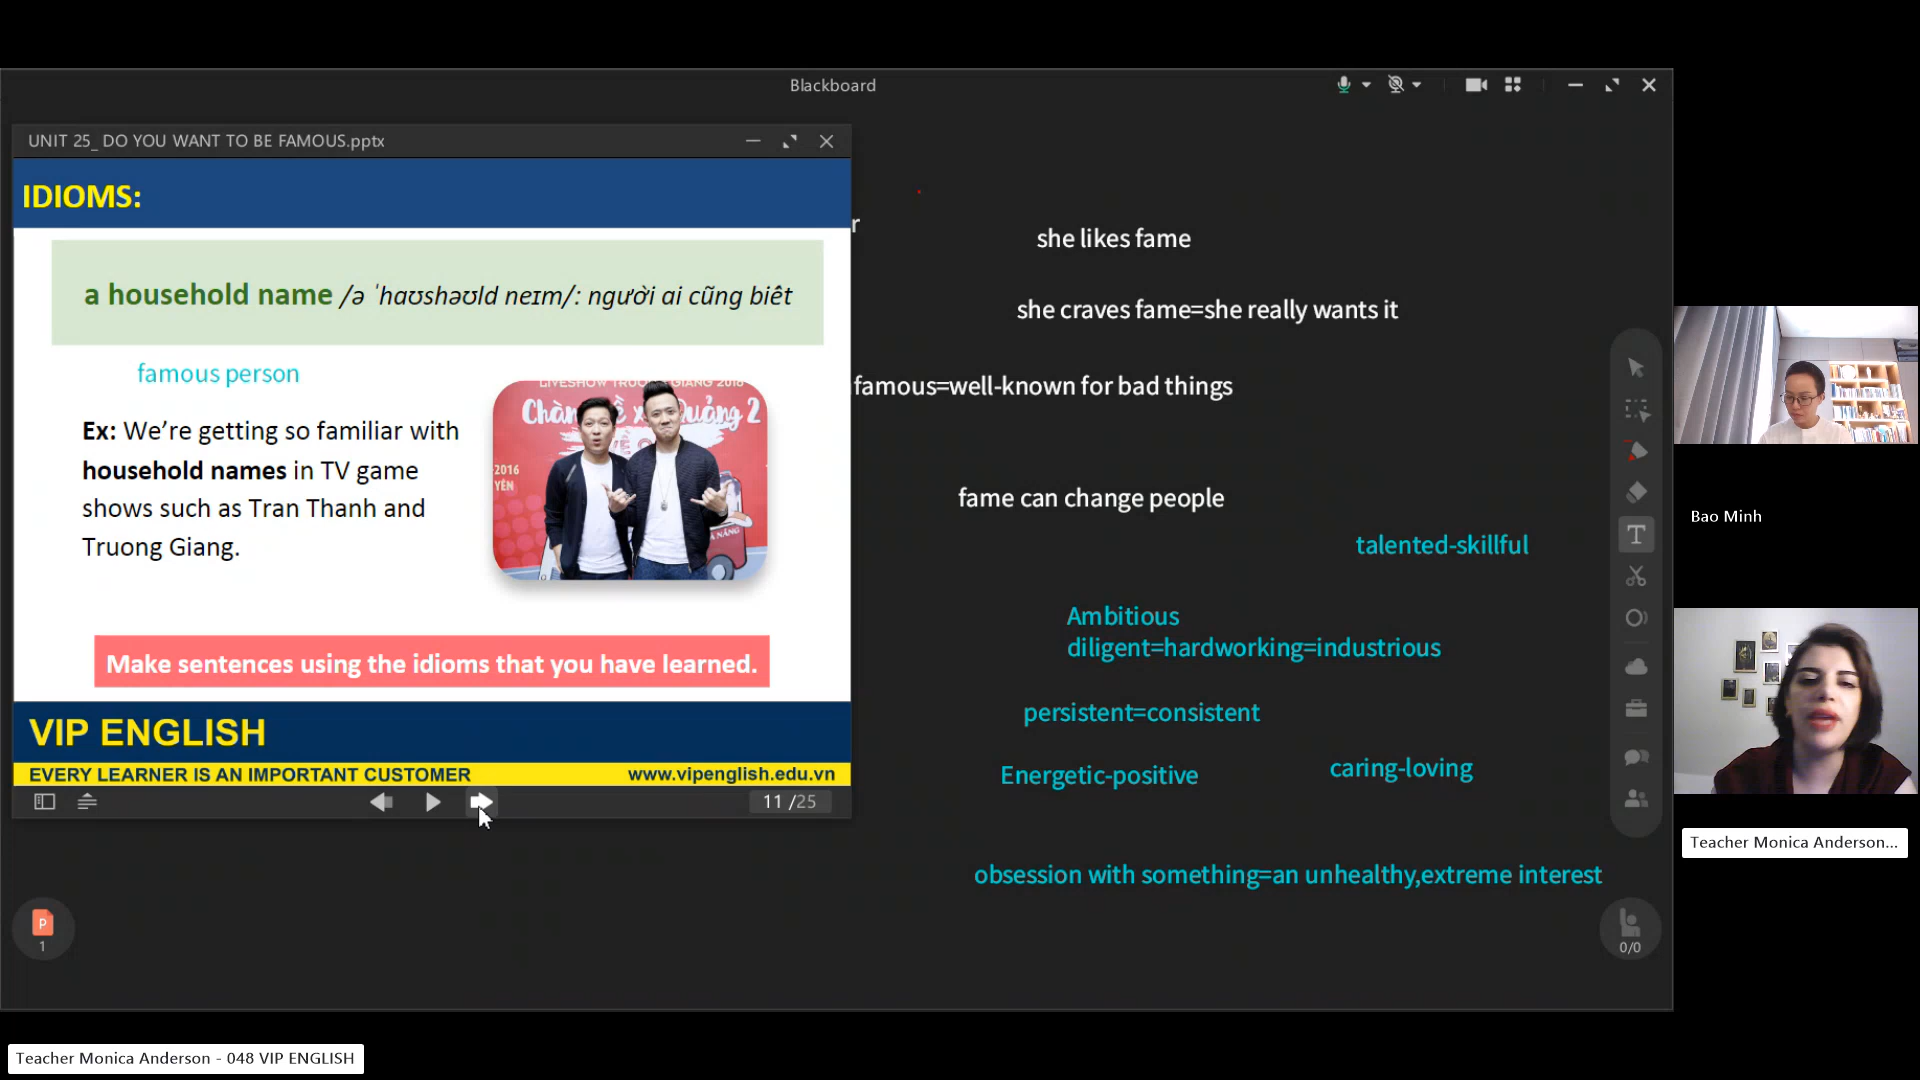 Blackboard
UNIT 25_ DO YOU WANT TO BE FAMOUS.pptx
IDIOMS:
a household name /ə ˈhaʊshəʊld neɪm/: người ai cũng biết
famous person
Ex: We’re getting so familiar with
household names in TV game
shows such as Tran Thanh and
Truong Giang.
LIVESHOW TRUONG GIANG 2016
2016
Make sentences using the idioms that you have learned.
VIP ENGLISH
EVERY LEARNER IS AN IMPORTANT CUSTOMER
www.vipenglish.edu.vn
11 /25
r
she likes fame
she craves fame=she really wants it
famous=well-known for bad things
fame can change people
talented-skillful
Ambitious
diligent=hardworking=industrious
persistent=consistent
Energetic-positive
caring-loving
obsession with something=an unhealthy,extreme interest
T
P
1
0/0
Bao Minh
Teacher Monica Anderson...
Teacher Monica Anderson - 048 VIP ENGLISH